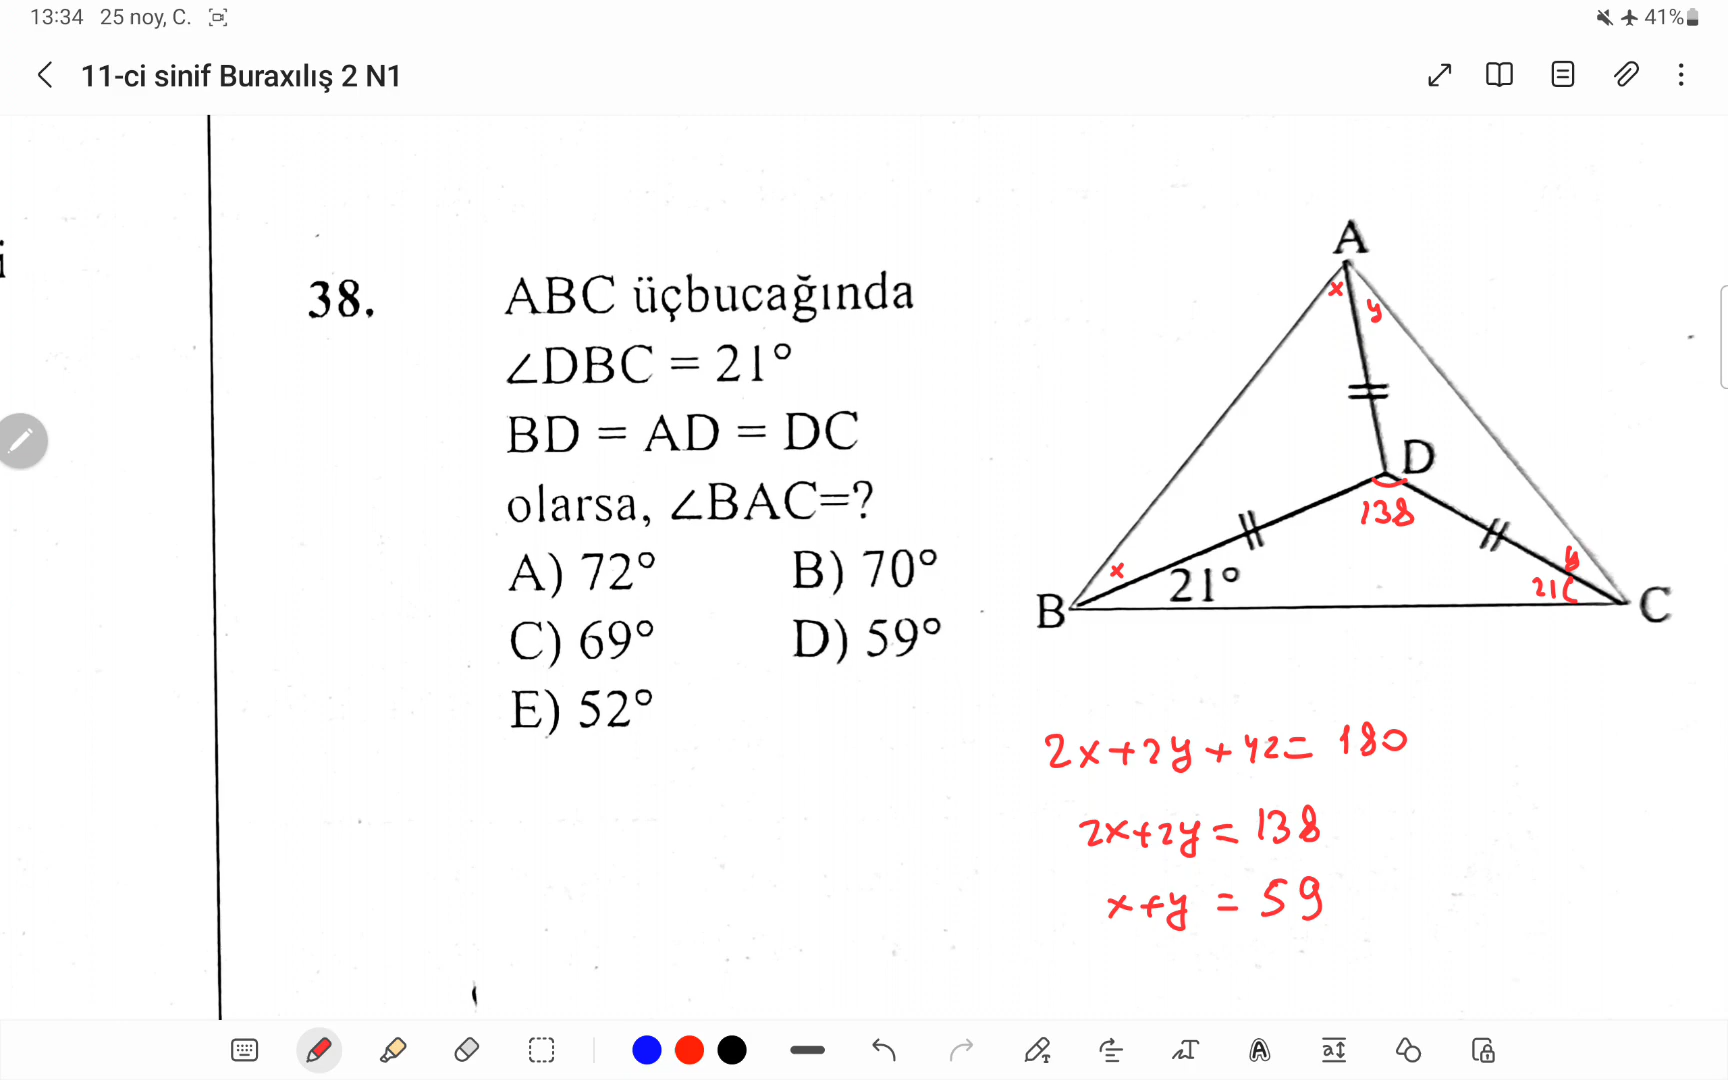 13:34 25 noy, C.
41%
11-ci sinif Buraxılış 2 N1
i
38. ABC üçbucağında
∠DBC = 21°
BD = AD = DC
olarsa, ∠BAC=?
A) 72° B) 70°
C) 69° D) 59°
E) 52°
A
x
y
D
138
x
21°
y
21
B
C
2x+2y+42= 180
2x+2y= 138
x+y = 59